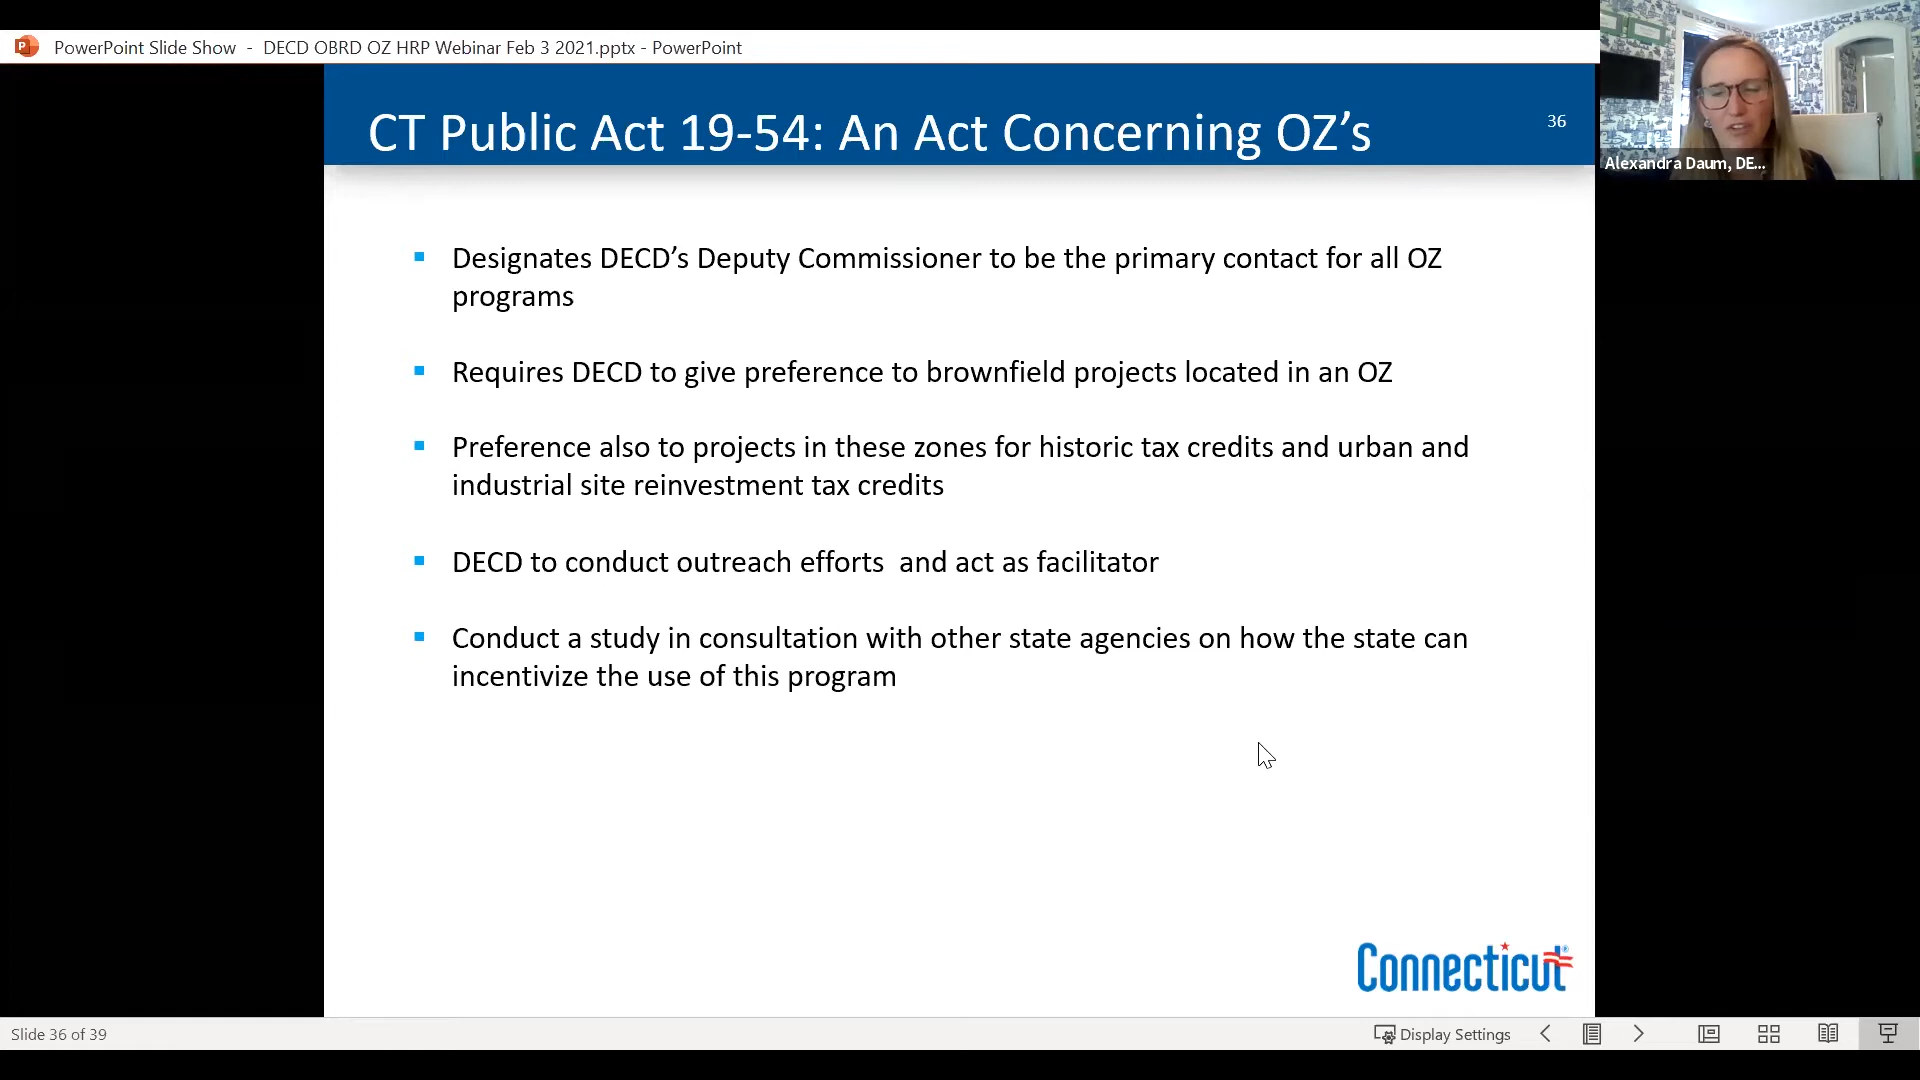 PowerPoint Slide Show - DECD OBRD OZ HRP Webinar Feb 3 2021.pptx - PowerPoint
CT Public Act 19-54: An Act Concerning OZ’s
36
Alexandra Daum, DE...
Designates DECD’s Deputy Commissioner to be the primary contact for all OZ
programs
Requires DECD to give preference to brownfield projects located in an OZ
Preference also to projects in these zones for historic tax credits and urban and
industrial site reinvestment tax credits
DECD to conduct outreach efforts  and act as facilitator
Conduct a study in consultation with other state agencies on how the state can
incentivize the use of this program
Connecticut®
Slide 36 of 39
Display Settings